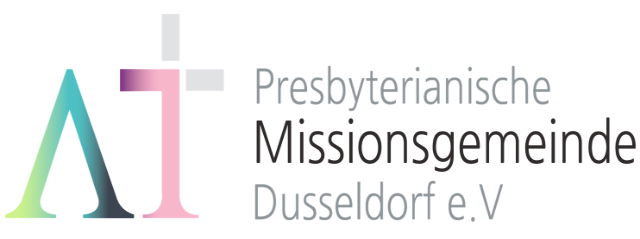 Presbyterianische
Missionsgemeinde
Dusseldorf e.V